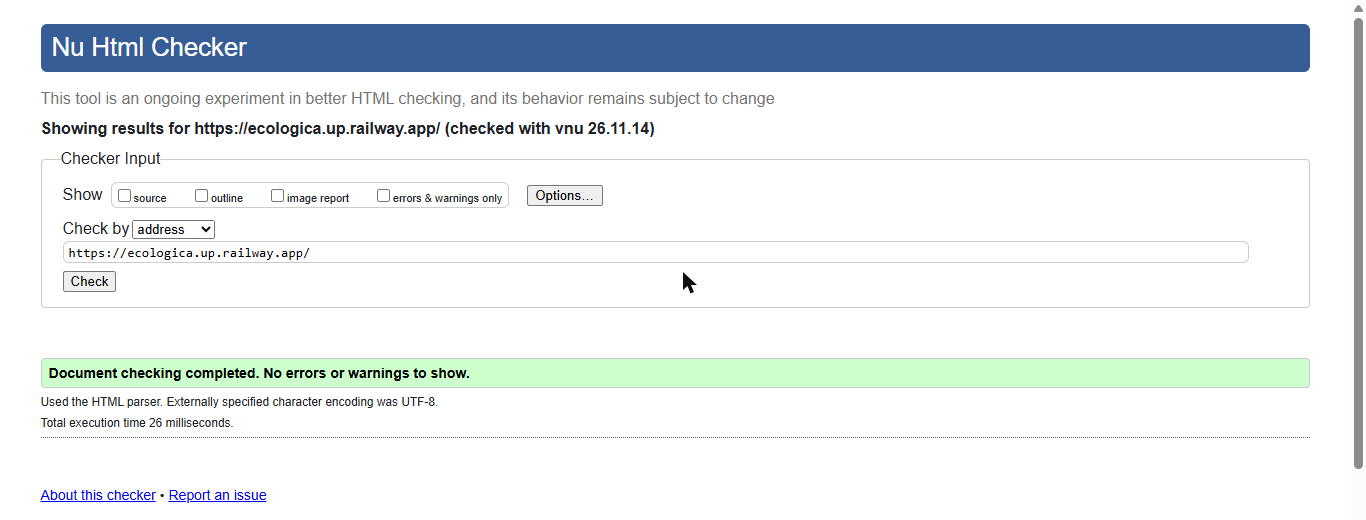 Nu Html Checker
This tool is an ongoing experiment in better HTML checking, and its behavior remains subject to change
Showing results for https://ecologica.up.railway.app/ (checked with vnu 26.11.14)
Checker Input
Show source outline image report errors & warnings only Options...
Check by address
https://ecologica.up.railway.app/
Check
Document checking completed. No errors or warnings to show.
Used the HTML parser. Externally specified character encoding was UTF-8.
Total execution time 26 milliseconds.
About this checker • Report an issue